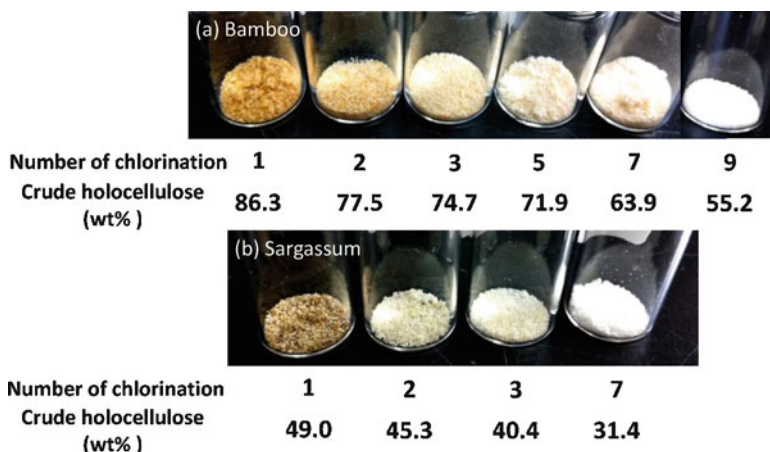 (a) Bamboo
Number of chlorination 1 2 3 5 7 9
Crude holocellulose
(wt% ) 86.3 77.5 74.7 71.9 63.9 55.2
(b) Sargassum
Number of chlorination 1 2 3 7
Crude holocellulose
(wt% ) 49.0 45.3 40.4 31.4